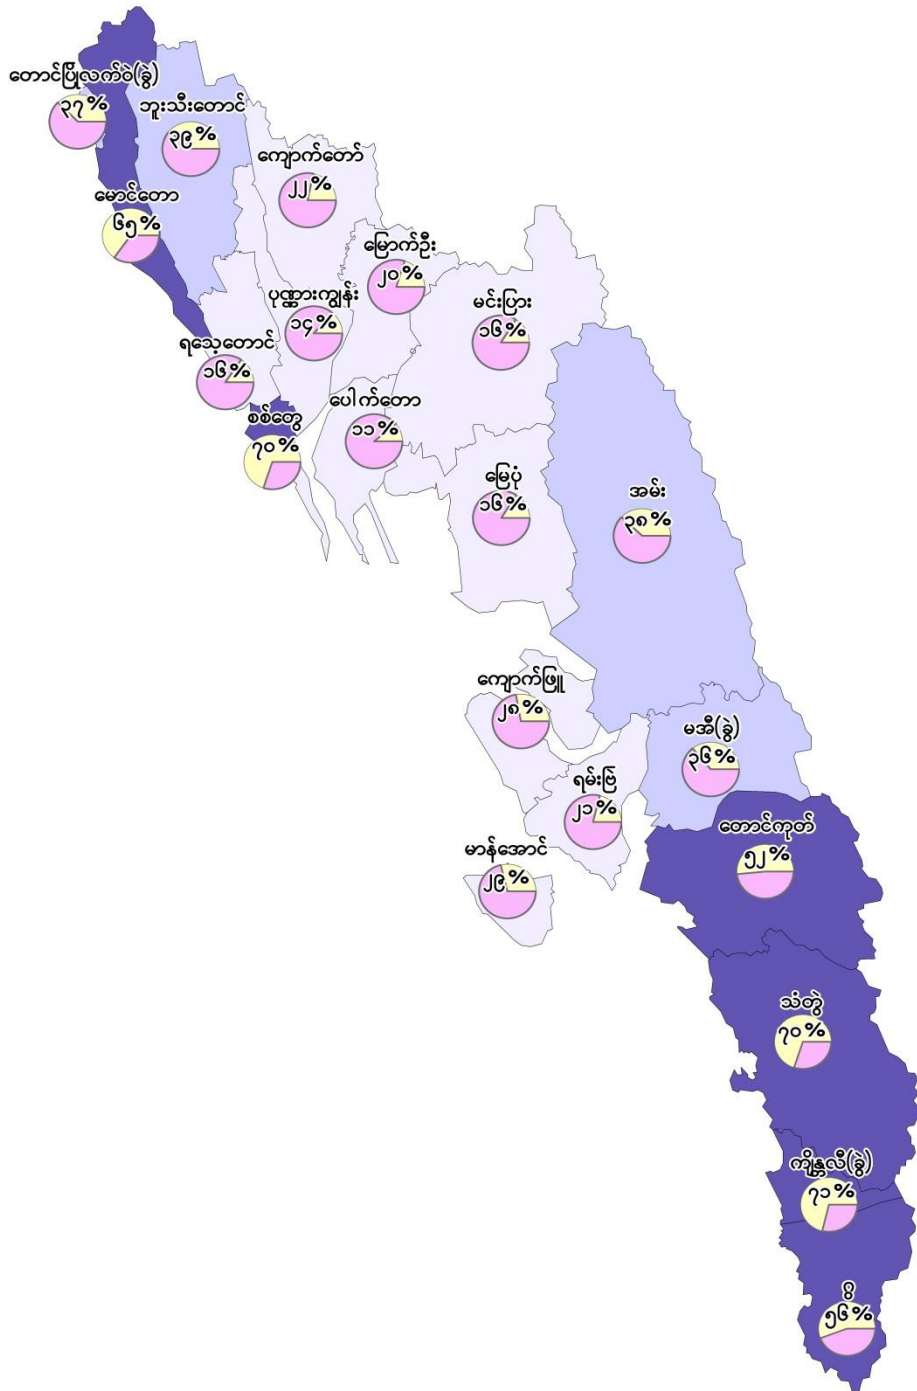 တောင်ပြိုလက်ဝဲ(ခွဲ)
၃၇%
ဘူးသီးတောင်
၃၉%
ကျောက်တော်
၂၂%
မောင်တော
၆၅%
မြောက်ဦး
၂၀%
ပုဏ္ဏားကျွန်း
၁၄%
မင်းပြား
၁၆%
ရသေ့တောင်
၁၆%
ပေါက်တော
၁၁%
စစ်တွေ
၇၀%
မြေပုံ
၁၆%
အမ်း
၃၈%
ကျောက်ဖြူ
၂၈%
မအီ(ခွဲ)
၃၆%
ရမ်းဗြဲ
၂၁%
တောင်ကုတ်
၅၂%
မာန်အောင်
၂၉%
သံတွဲ
၇၀%
ကျိန္တလီ(ခွဲ)
၇၁%
ဂွ
၅၆%